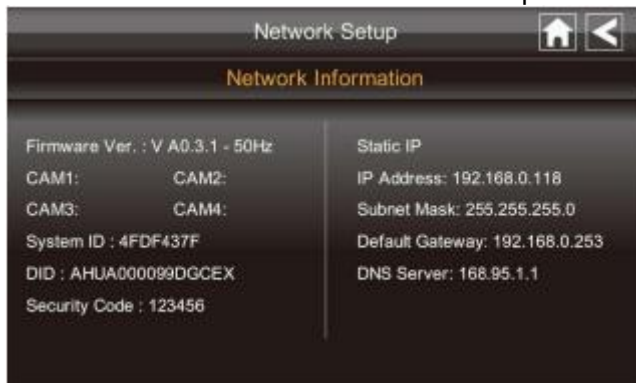 Network Setup
Network Information
Firmware Ver. : V A0.3.1 - 50Hz
CAM1: CAM2:
CAM3: CAM4:
System ID : 4FDF437F
DID : AHUA000099DGCEX
Security Code : 123456
Static IP
IP Address: 192.168.0.118
Subnet Mask: 255.255.255.0
Default Gateway: 192.168.0.253
DNS Server: 168.95.1.1